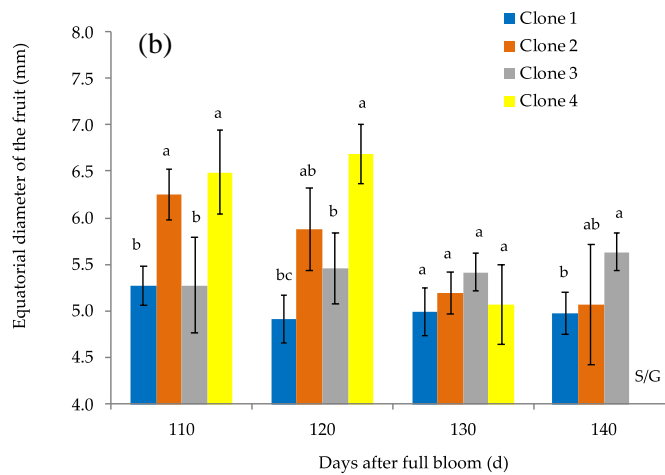 (b)
Clone 1
Clone 2
Clone 3
Clone 4
Equatorial diameter of the fruit (mm)
8.0
7.5
7.0
6.5
6.0
5.5
5.0
4.5
4.0
b a b a
bc ab b a
a a a a
b ab a S/G
110 120 130 140
Days after full bloom (d)